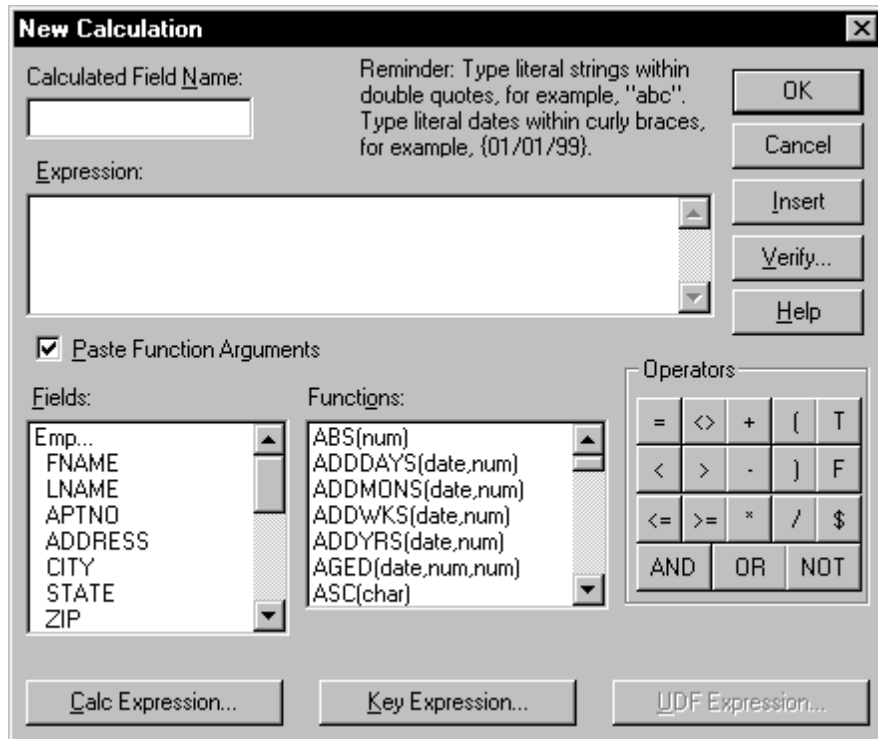 New Calculation
Calculated Field Name:
Reminder: Type literal strings within
double quotes, for example, "abc".
Type literal dates within curly braces,
for example, {01/01/99}.
OK
Cancel
Expression:
Insert
Verify...
Help
Paste Function Arguments
Operators
Fields:
Functions:
Emp...
FNAME
LNAME
APTNO
ADDRESS
CITY
STATE
ZIP
ABS(num)
ADDDAYS(date,num)
ADDMONS(date,num)
ADDWKS(date,num)
ADDYRS(date,num)
AGED(date,num,num)
ASC(char)
= <> + ( T
< > - ) F
<= >= * / $
AND OR NOT
Calc Expression...
Key Expression...
UDF Expression...